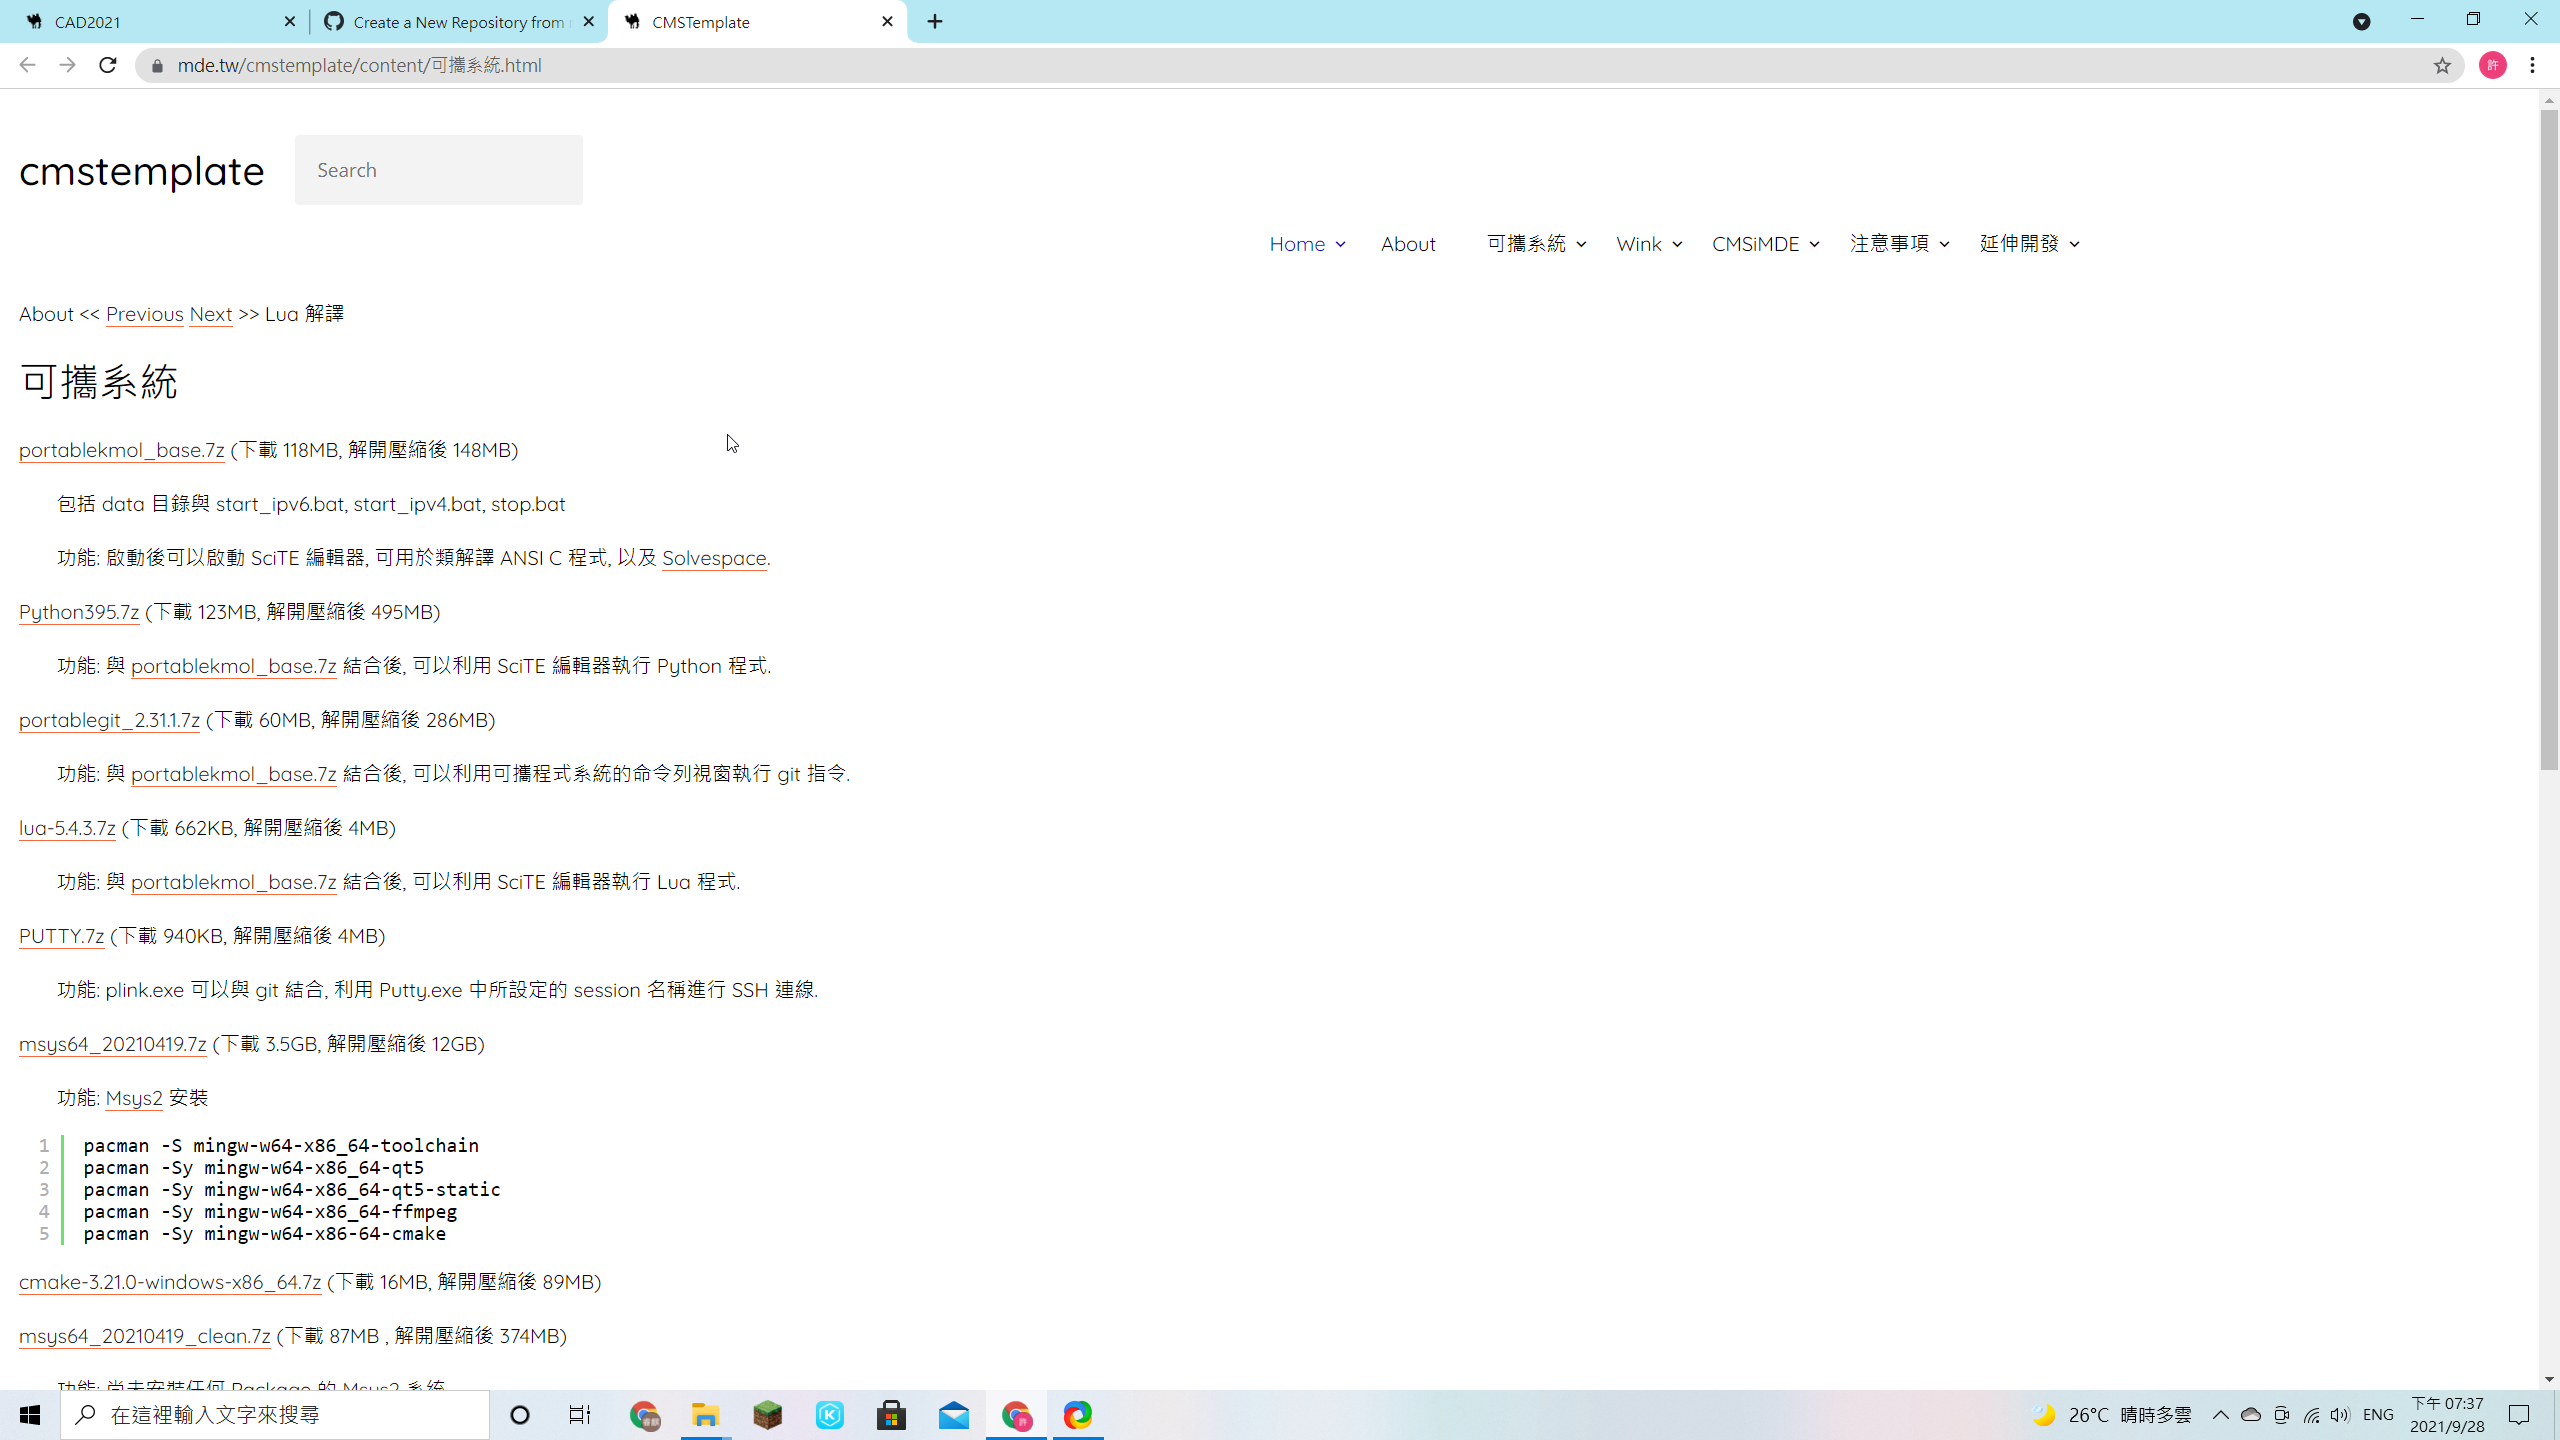 CAD2021
Create a New Repository from
CMSTemplate
mde.tw/cmstemplate/content/可攜系統.html
許
cmstemplate
Search
Home About 可攜系統 Wink CMSiMDE 注意事項 延伸開發
About << Previous Next >> Lua 解譯
可攜系統
portablekmol_base.7z (下載 118MB, 解開壓縮後 148MB)
包括 data 目錄與 start_ipv6.bat, start_ipv4.bat, stop.bat
功能: 啟動後可以啟動 SciTE 編輯器, 可用於類解譯 ANSI C 程式, 以及 Solvespace.
Python395.7z (下載 123MB, 解開壓縮後 495MB)
功能: 與 portablekmol_base.7z 結合後, 可以利用 SciTE 編輯器執行 Python 程式.
portablegit_2.31.1.7z (下載 60MB, 解開壓縮後 286MB)
功能: 與 portablekmol_base.7z 結合後, 可以利用可攜程式系統的命令列視窗執行 git 指令.
lua-5.4.3.7z (下載 662KB, 解開壓縮後 4MB)
功能: 與 portablekmol_base.7z 結合後, 可以利用 SciTE 編輯器執行 Lua 程式.
PUTTY.7z (下載 940KB, 解開壓縮後 4MB)
功能: plink.exe 可以與 git 結合, 利用 Putty.exe 中所設定的 session 名稱進行 SSH 連線.
msys64_20210419.7z (下載 3.5GB, 解開壓縮後 12GB)
功能: Msys2 安裝
1 pacman -S mingw-w64-x86_64-toolchain
2 pacman -Sy mingw-w64-x86_64-qt5
3 pacman -Sy mingw-w64-x86_64-qt5-static
4 pacman -Sy mingw-w64-x86_64-ffmpeg
5 pacman -Sy mingw-w64-x86-64-cmake
cmake-3.21.0-windows-x86_64.7z (下載 16MB, 解開壓縮後 89MB)
msys64_20210419_clean.7z (下載 87MB , 解開壓縮後 374MB)
功能: 尚未安裝任何 Package 的 Msys2 系統
在這裡輸入文字來搜尋
26°C 晴時多雲
ENG
下午 07:37
2021/9/28